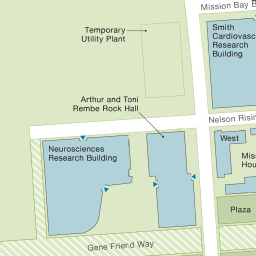 Mission Bay B
Temporary
Utility Plant
Smith
Cardiovasc
Research
Building
Arthur and Toni
Rembe Rock Hall
Nelson Risin
Neurosciences
Research Building
West
Miss
Hou
Plaza
Gene Friend Way